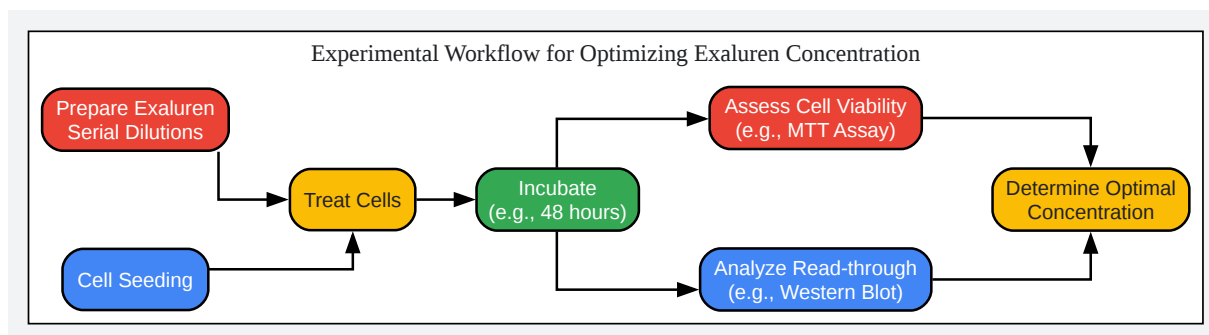 Experimental Workflow for Optimizing Exaluren Concentration
Prepare Exaluren
Serial Dilutions
Cell Seeding
Treat Cells
Incubate
(e.g., 48 hours)
Assess Cell Viability
(e.g., MTT Assay)
Analyze Read-through
(e.g., Western Blot)
Determine Optimal
Concentration